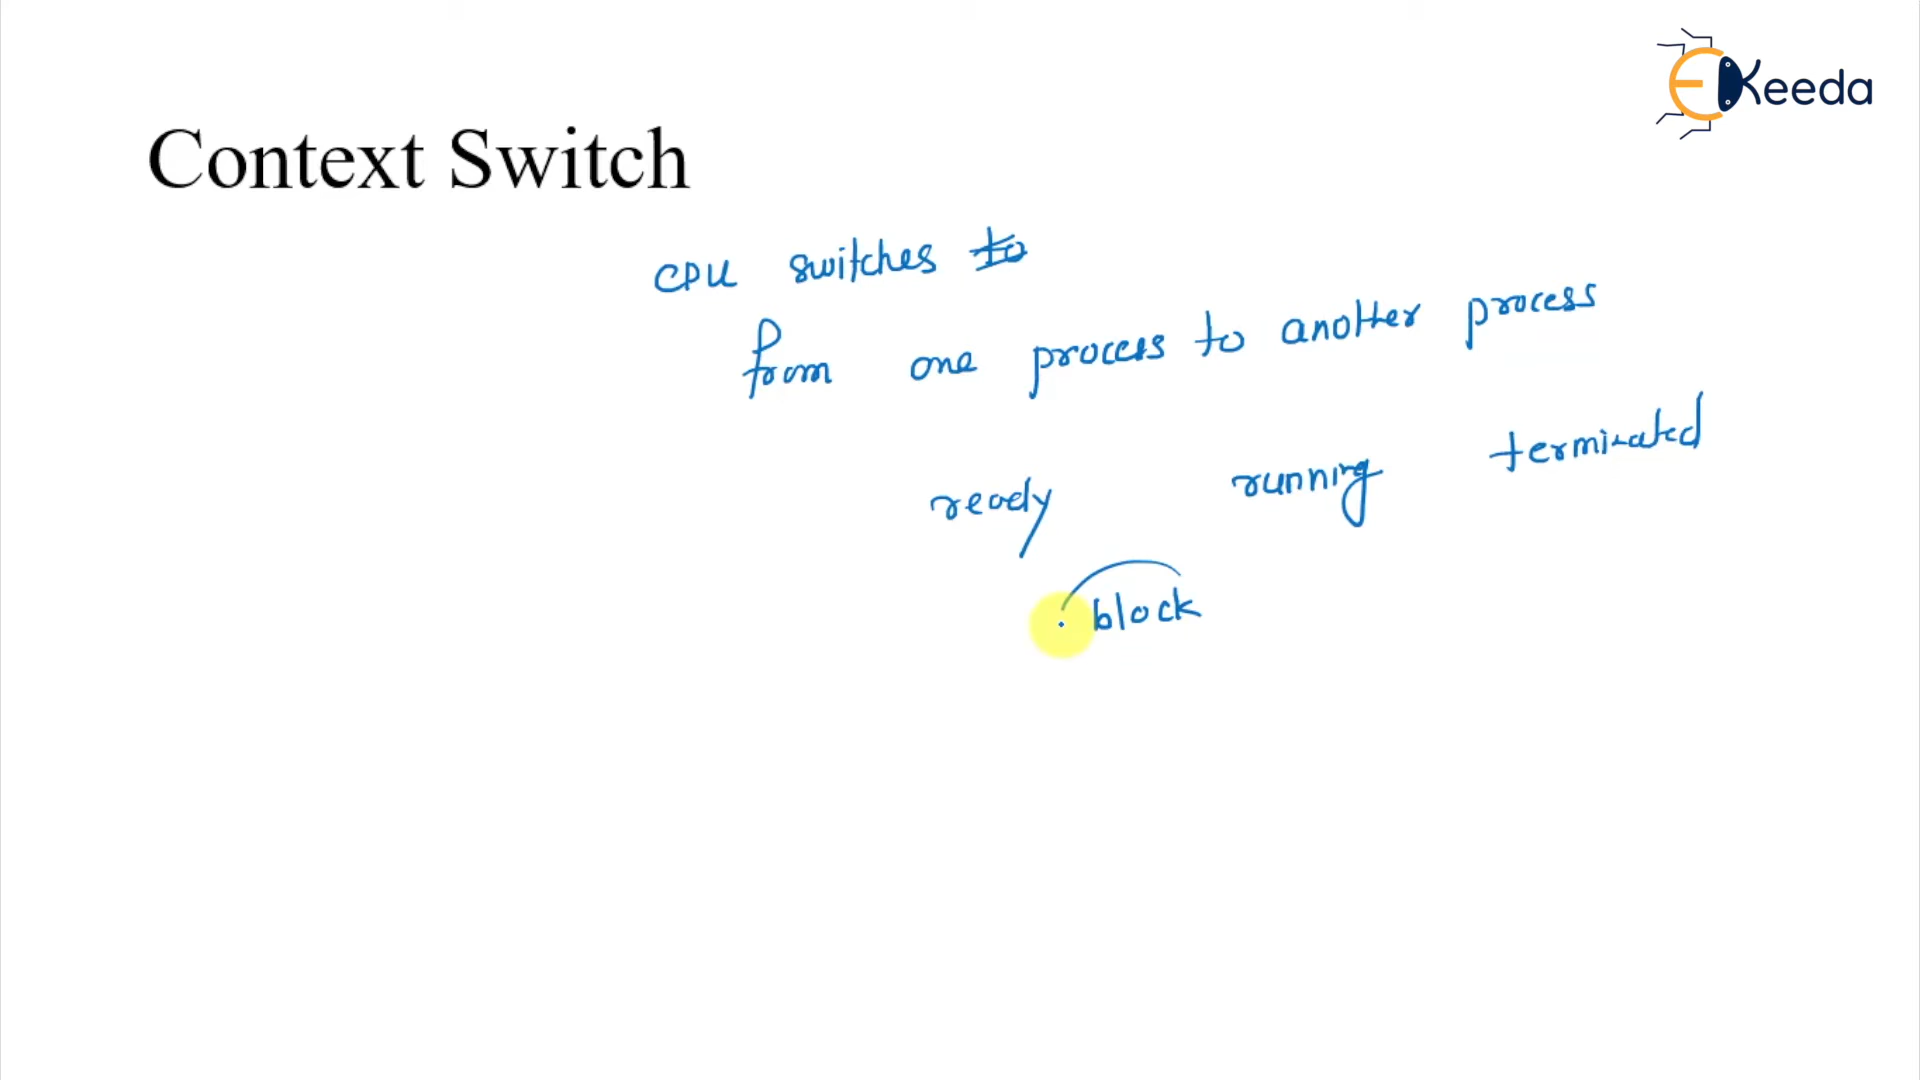 EKeeda
Context Switch
CPU switches to
from one process to another process
ready running terminated
block